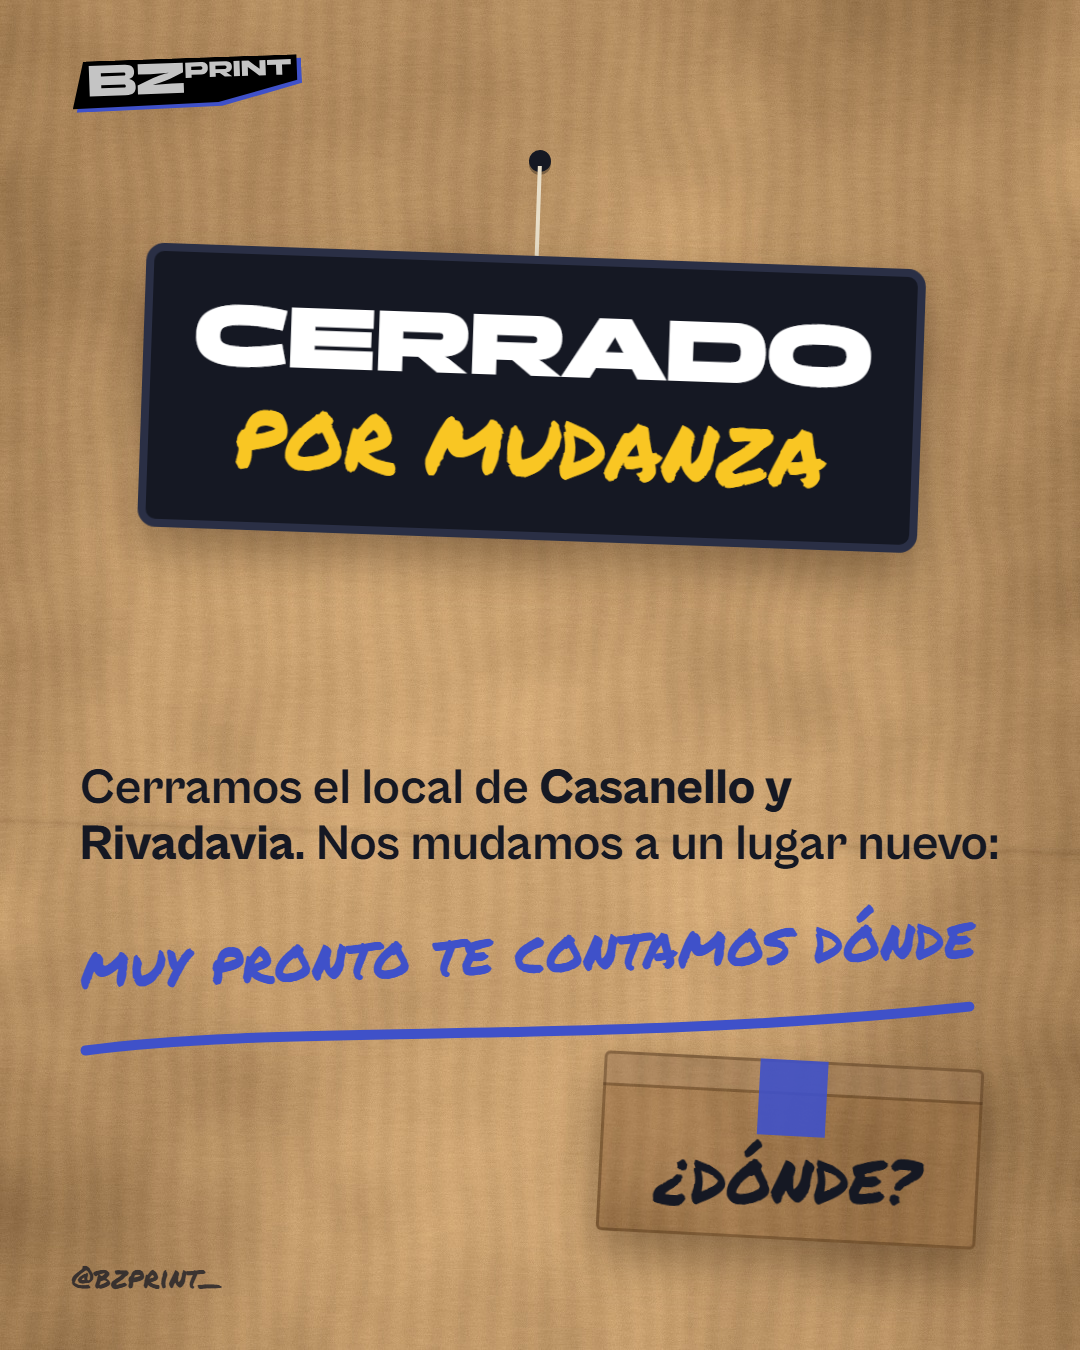 BZPRINT
CERRADO
POR MUDANZA
Cerramos el local de Casanello y
Rivadavia. Nos mudamos a un lugar nuevo:
MUY PRONTO TE CONTAMOS DÓNDE
¿DÓNDE?
@BZPRINT_